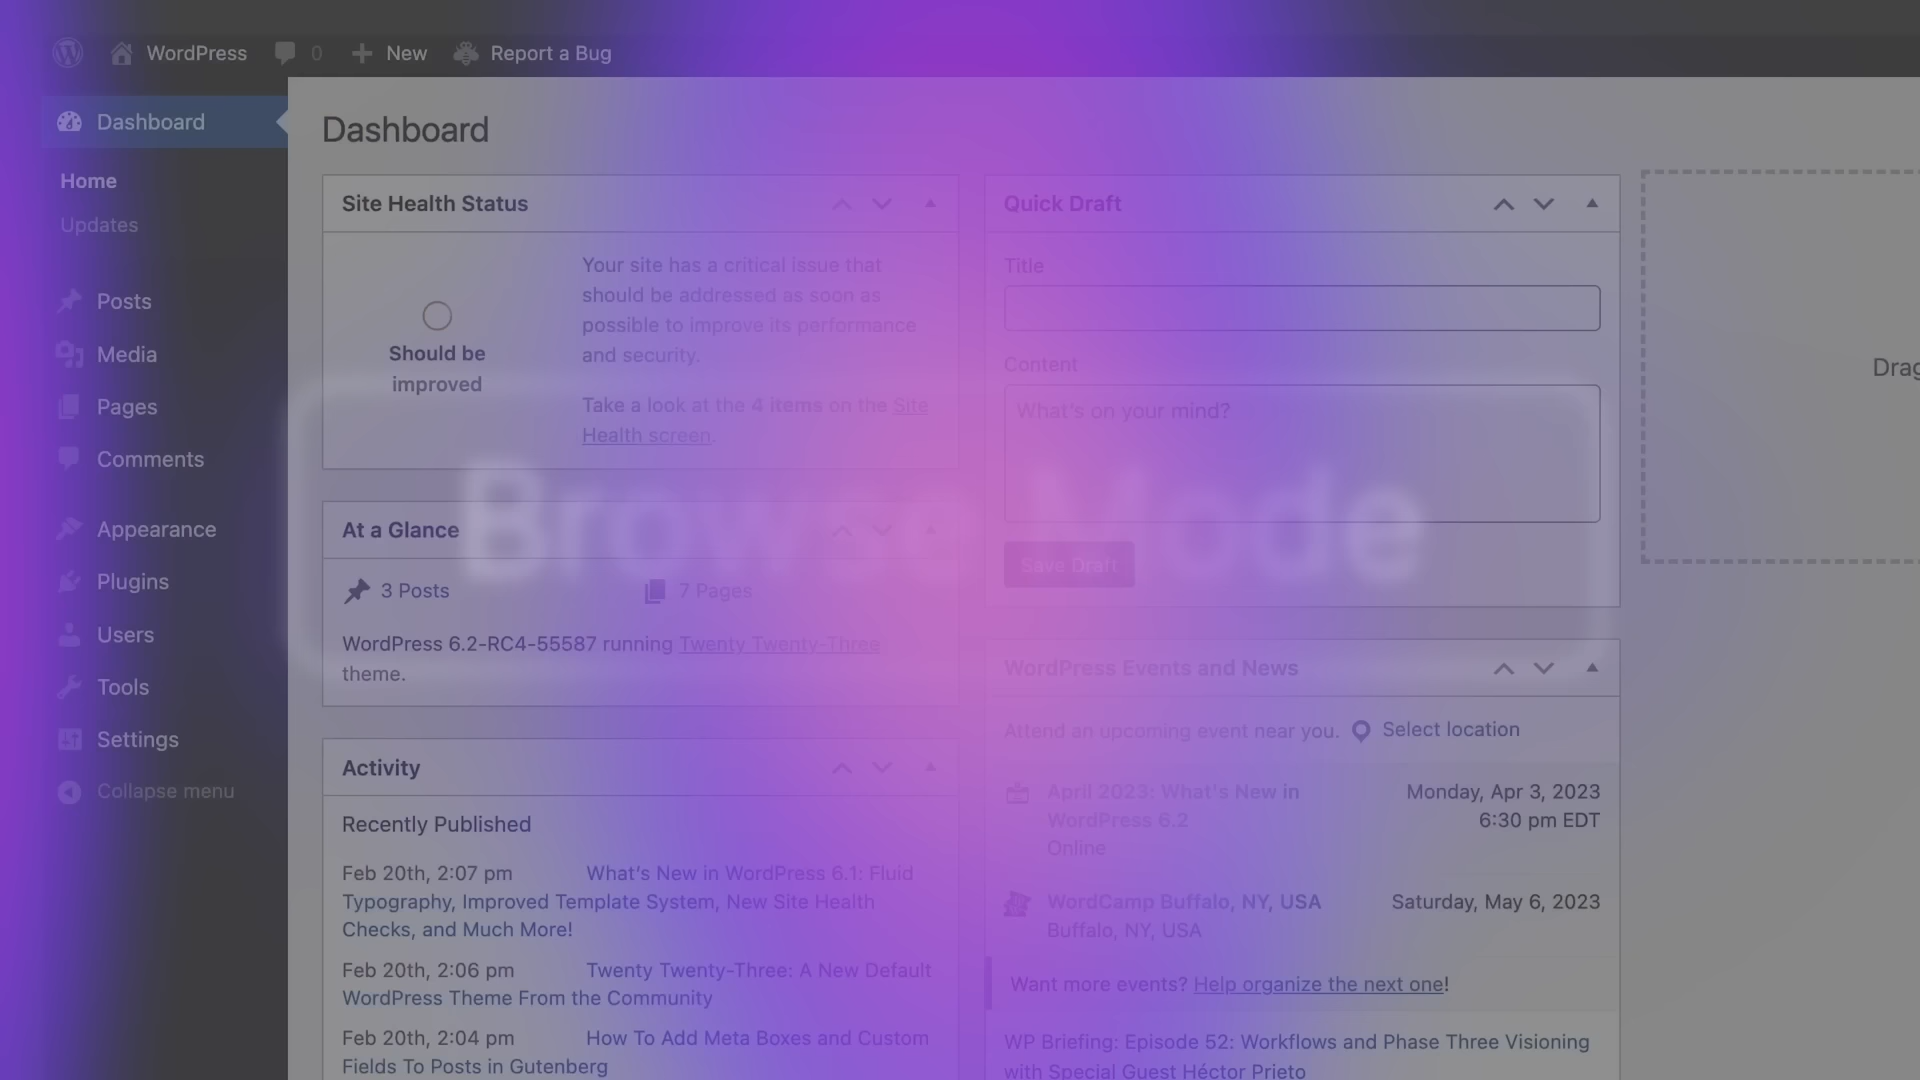 WordPress 0 New Report a Bug
Dashboard
Home
Updates
Posts
Media
Pages
Comments
Appearance
Plugins
Users
Tools
Settings
Collapse menu
Dashboard
Site Health Status
Should be
improved
Your site has a critical issue that
should be addressed as soon as
possible to improve its performance
and security.
Take a look at the 4 items on the Site
Health screen.
At a Glance
3 Posts 7 Pages
WordPress 6.2-RC4-55587 running Twenty Twenty-Three
theme.
Activity
Recently Published
Feb 20th, 2:07 pm What's New in WordPress 6.1: Fluid
Typography, Improved Template System, New Site Health
Checks, and Much More!
Feb 20th, 2:06 pm Twenty Twenty-Three: A New Default
WordPress Theme From the Community
Feb 20th, 2:04 pm How To Add Meta Boxes and Custom
Fields To Posts in Gutenberg
Quick Draft
Title
Content
What's on your mind?
Save Draft
WordPress Events and News
Attend an upcoming event near you. Select location
April 2023: What's New in
WordPress 6.2
Online
Monday, Apr 3, 2023
6:30 pm EDT
WordCamp Buffalo, NY, USA
Buffalo, NY, USA
Saturday, May 6, 2023
Want more events? Help organize the next one!
WP Briefing: Episode 52: Workflows and Phase Three Visioning
with Special Guest Héctor Prieto
Drag
Browse Mode